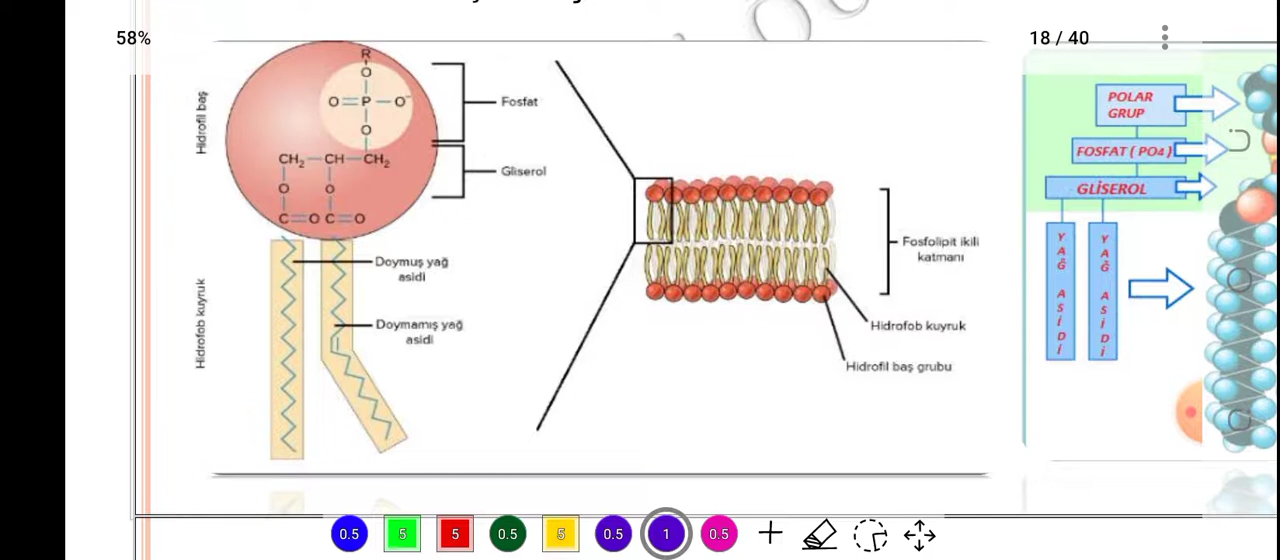 58%
18 / 40
Hidrofil baş
R
O
O=P—O⁻
O
CH₂—CH—CH₂
O
O
C=O
C=O
Fosfat
Gliserol
Hidrofob kuyruk
Doymuş yağ
asidi
Doymamış yağ
asidi
Fosfolipit ikili
katmanı
Hidrofob kuyruk
Hidrofil baş grubu
POLAR
GRUP
FOSFAT ( PO4 )
GLİSEROL
YAĞ ASİDİ
YAĞ ASİDİ
0.5
5
5
0.5
5
0.5
1
0.5